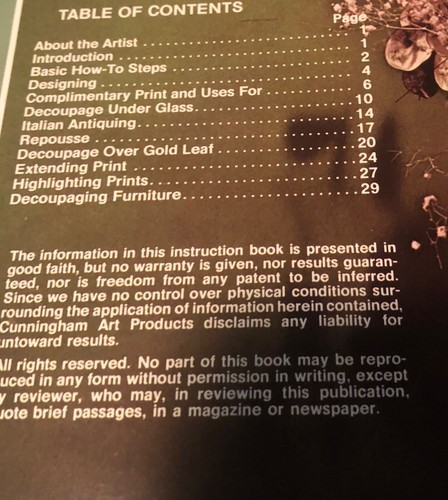 TABLE OF CONTENTS
Page
About the Artist ........................ 1
Introduction ........................ 1
Basic How-To Steps ........................ 2
Designing ........................ 4
Complimentary Print and Uses For ............ 6
Decoupage Under Glass ........................ 10
Italian Antiquing ........................ 14
Repousse ........................ 17
Decoupage Over Gold Leaf ........................ 20
Extending Print ........................ 24
Highlighting Prints ........................ 27
Decoupaging Furniture ........................ 29
The information in this instruction book is presented in
good faith, but no warranty is given, nor results guaran-
teed, nor is freedom from any patent to be inferred.
Since we have no control over physical conditions sur-
rounding the application of information herein contained,
Cunningham Art Products disclaims any liability for
untoward results.
All rights reserved. No part of this book may be repro-
uced in any form without permission in writing, except
y reviewer, who may, in reviewing this publication,
uote brief passages, in a magazine or newspaper.